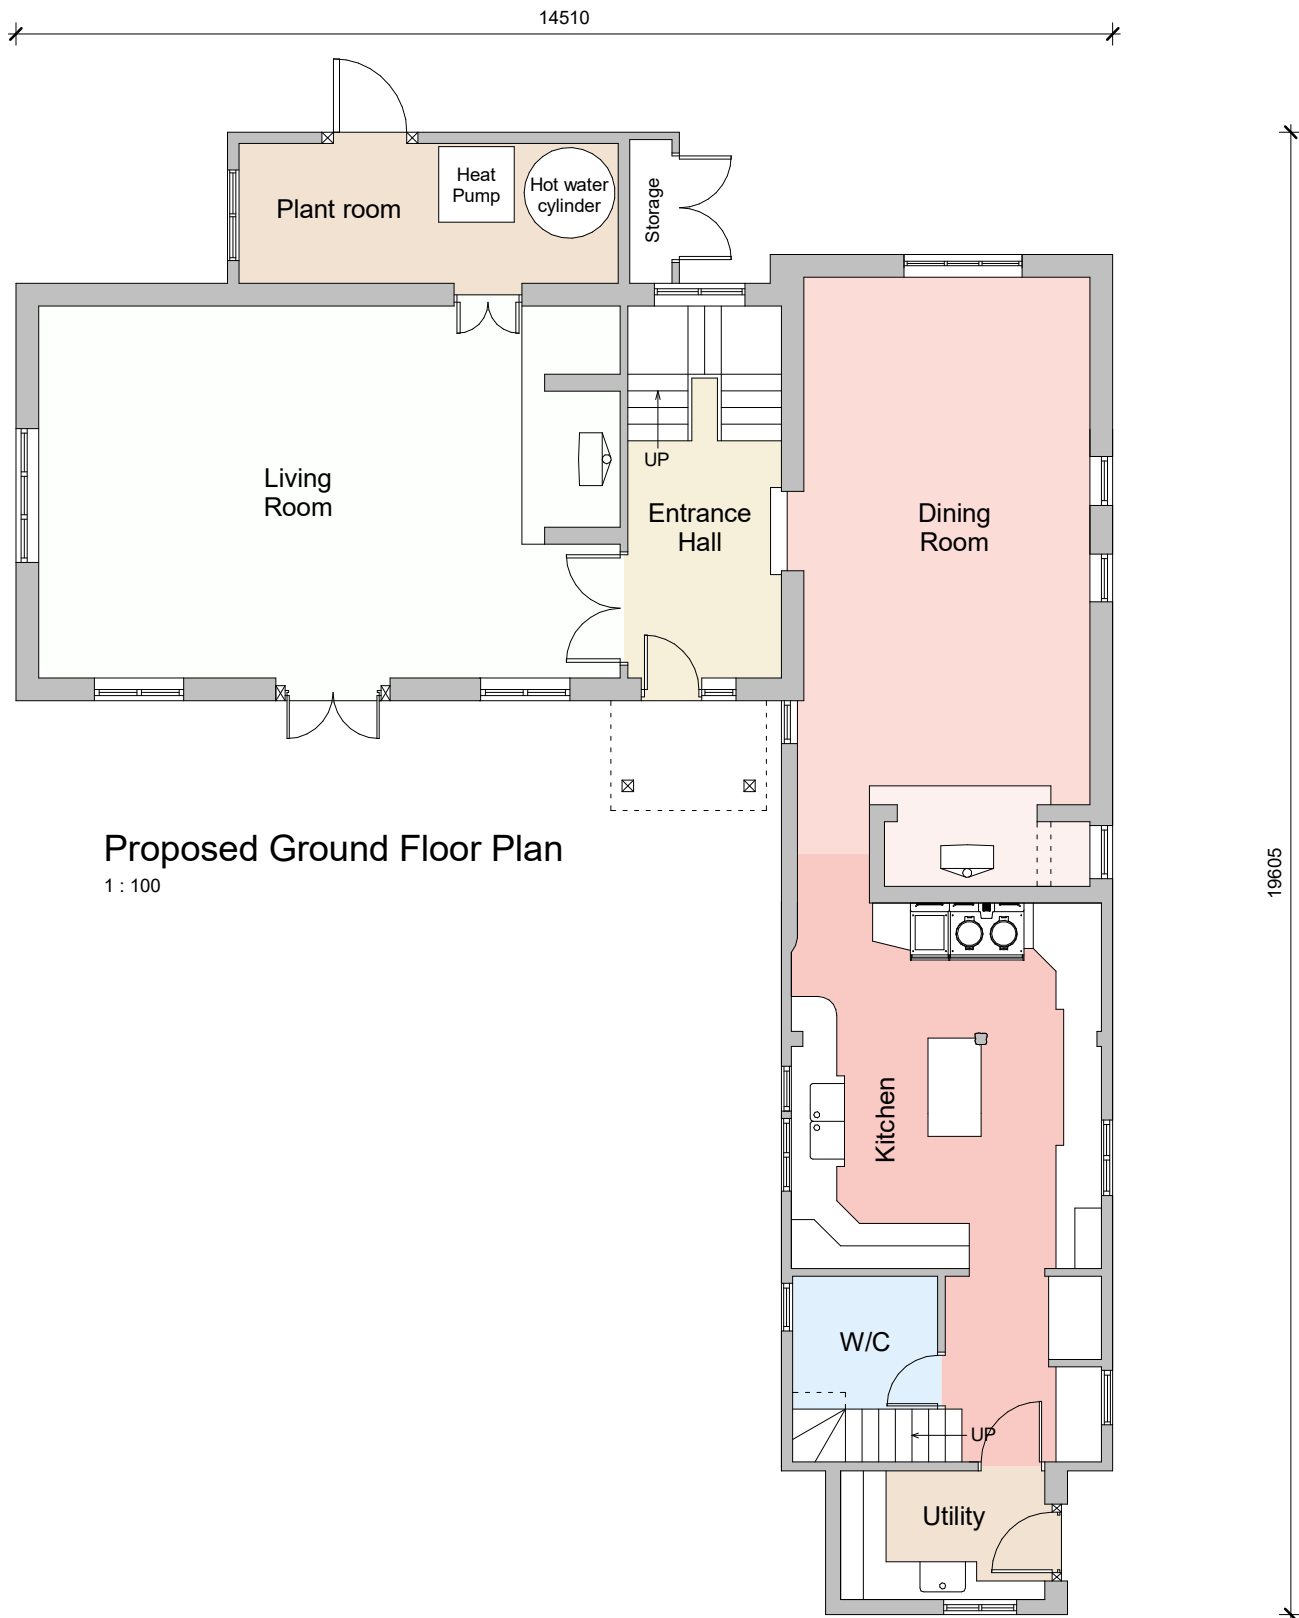 14510
Heat
Pump
Hot water
cylinder
Plant room
Storage
Living
Room
UP
Entrance
Hall
Dining
Room
Proposed Ground Floor Plan
1 : 100
19605
Kitchen
W/C
UP
Utility